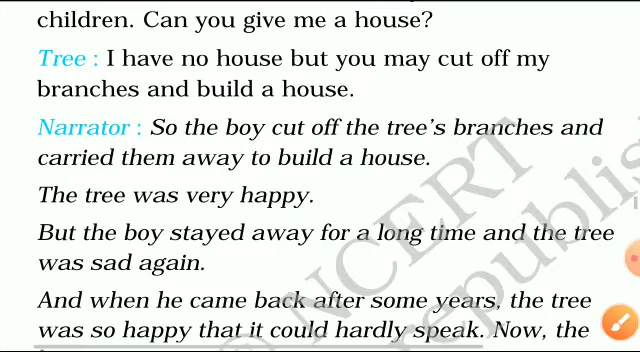 children. Can you give me a house?
Tree : I have no house but you may cut off my
branches and build a house.
Narrator : So the boy cut off the tree's branches and
carried them away to build a house.
The tree was very happy.
But the boy stayed away for a long time and the tree
was sad again.
And when he came back after some years, the tree
was so happy that it could hardly speak. Now, the
© NCERT
republis